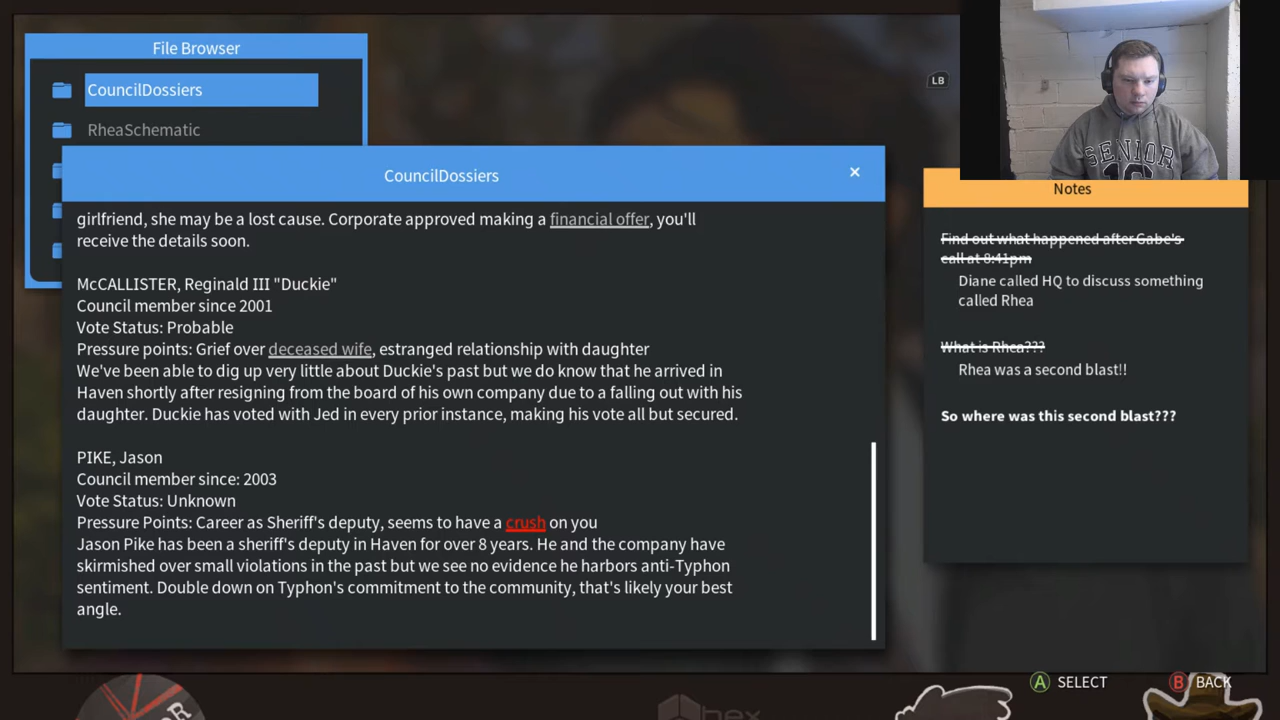 File Browser
CouncilDossiers
LB
RheaSchematic
CouncilDossiers
×
Notes
girlfriend, she may be a lost cause. Corporate approved making a financial offer, you'll
receive the details soon.
McCALLISTER, Reginald III "Duckie"
Council member since 2001
Vote Status: Probable
Pressure points: Grief over deceased wife, estranged relationship with daughter
We've been able to dig up very little about Duckie's past but we do know that he arrived in
Haven shortly after resigning from the board of his own company due to a falling out with his
daughter. Duckie has voted with Jed in every prior instance, making his vote all but secured.
PIKE, Jason
Council member since: 2003
Vote Status: Unknown
Pressure Points: Career as Sheriff's deputy, seems to have a crush on you
Jason Pike has been a sheriff's deputy in Haven for over 8 years. He and the company have
skirmished over small violations in the past but we see no evidence he harbors anti-Typhon
sentiment. Double down on Typhon's commitment to the community, that's likely your best
angle.
Find out what happened after Gabe's
call at 8:41pm
Diane called HQ to discuss something
called Rhea
What is Rhea???
Rhea was a second blast!!
So where was this second blast???
SENIOR
A SELECT
B BACK
hex